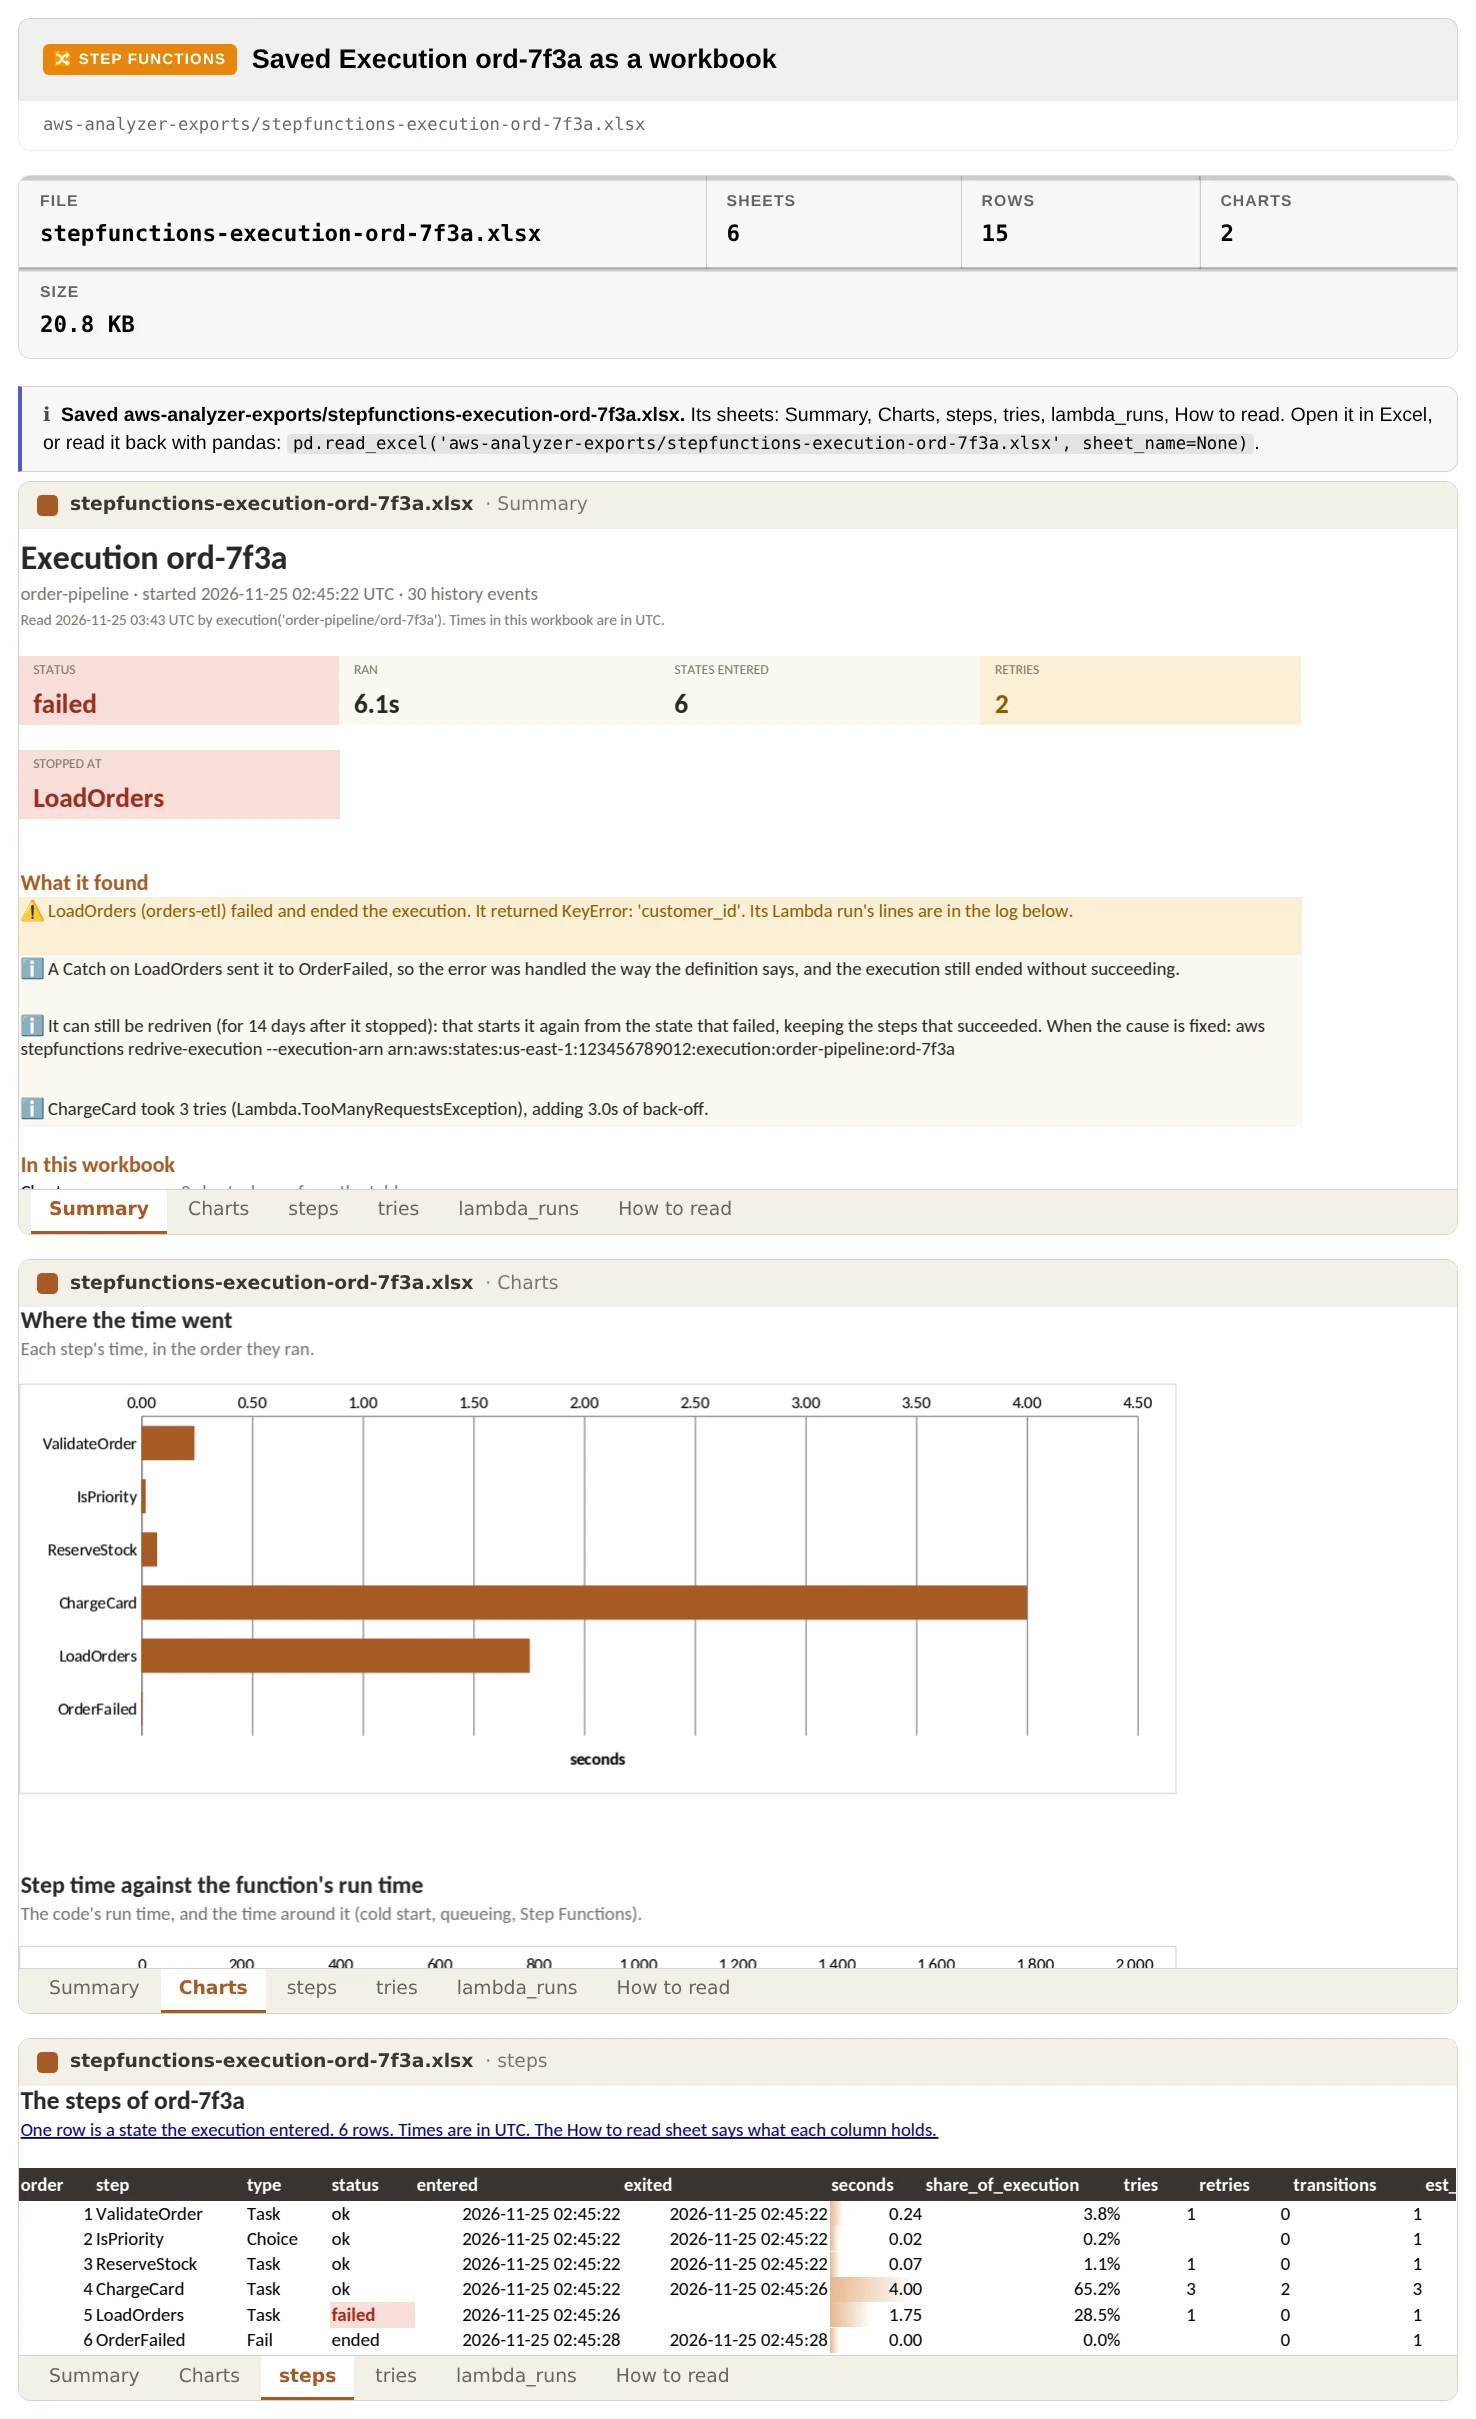 STEP FUNCTIONS Saved Execution ord-7f3a as a workbook
aws-analyzer-exports/stepfunctions-execution-ord-7f3a.xlsx
FILE SHEETS ROWS CHARTS
stepfunctions-execution-ord-7f3a.xlsx 6 15 2
SIZE
20.8 KB
ℹ Saved aws-analyzer-exports/stepfunctions-execution-ord-7f3a.xlsx. Its sheets: Summary, Charts, steps, tries, lambda_runs, How to read. Open it in Excel,
or read it back with pandas: pd.read_excel('aws-analyzer-exports/stepfunctions-execution-ord-7f3a.xlsx', sheet_name=None).
stepfunctions-execution-ord-7f3a.xlsx · Summary
Execution ord-7f3a
order-pipeline · started 2026-11-25 02:45:22 UTC · 30 history events
Read 2026-11-25 03:43 UTC by execution('order-pipeline/ord-7f3a'). Times in this workbook are in UTC.
STATUS RAN STATES ENTERED RETRIES
failed 6.1s 6 2
STOPPED AT
LoadOrders
What it found
⚠️ LoadOrders (orders-etl) failed and ended the execution. It returned KeyError: 'customer_id'. Its Lambda run's lines are in the log below.
ℹ️ A Catch on LoadOrders sent it to OrderFailed, so the error was handled the way the definition says, and the execution still ended without succeeding.
ℹ️ It can still be redriven (for 14 days after it stopped): that starts it again from the state that failed, keeping the steps that succeeded. When the cause is fixed: aws
stepfunctions redrive-execution --execution-arn arn:aws:states:us-east-1:123456789012:execution:order-pipeline:ord-7f3a
ℹ️ ChargeCard took 3 tries (Lambda.TooManyRequestsException), adding 3.0s of back-off.
In this workbook
Summary Charts steps tries lambda_runs How to read
stepfunctions-execution-ord-7f3a.xlsx · Charts
Where the time went
Each step's time, in the order they ran.
0.00 0.50 1.00 1.50 2.00 2.50 3.00 3.50 4.00 4.50
ValidateOrder
IsPriority
ReserveStock
ChargeCard
LoadOrders
OrderFailed
seconds
Step time against the function's run time
The code's run time, and the time around it (cold start, queueing, Step Functions).
0 200 400 600 800 1,000 1,200 1,400 1,600 1,800 2,000
Summary Charts steps tries lambda_runs How to read
stepfunctions-execution-ord-7f3a.xlsx · steps
The steps of ord-7f3a
One row is a state the execution entered. 6 rows. Times are in UTC. The How to read sheet says what each column holds.
order step type status entered exited seconds share_of_execution tries retries transitions est_
1 ValidateOrder Task ok 2026-11-25 02:45:22 2026-11-25 02:45:22 0.24 3.8% 1 0 1
2 IsPriority Choice ok 2026-11-25 02:45:22 2026-11-25 02:45:22 0.02 0.2% 0 1
3 ReserveStock Task ok 2026-11-25 02:45:22 2026-11-25 02:45:22 0.07 1.1% 1 0 1
4 ChargeCard Task ok 2026-11-25 02:45:22 2026-11-25 02:45:26 4.00 65.2% 3 2 3
5 LoadOrders Task failed 2026-11-25 02:45:26 1.75 28.5% 1 0 1
6 OrderFailed Fail ended 2026-11-25 02:45:28 2026-11-25 02:45:28 0.00 0.0% 0 1
Summary Charts steps tries lambda_runs How to read